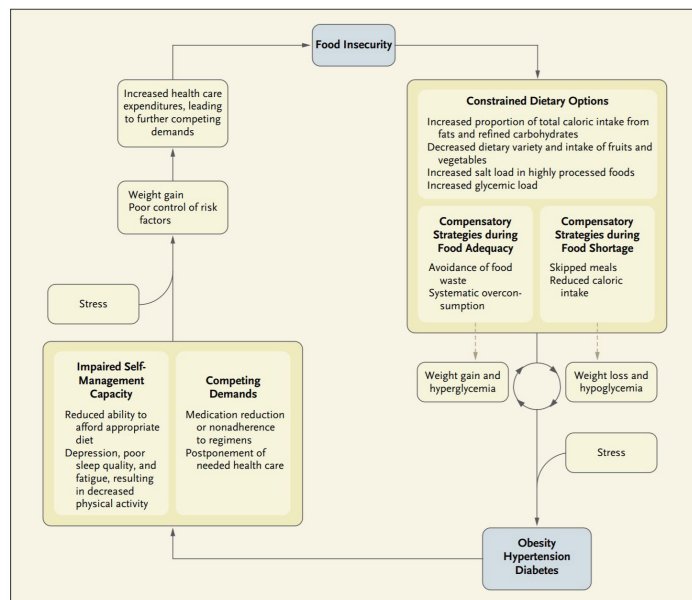 Food Insecurity
Increased health care
expenditures, leading
to further competing
demands
Constrained Dietary Options
Increased proportion of total caloric intake from
fats and refined carbohydrates
Decreased dietary variety and intake of fruits and
vegetables
Increased salt load in highly processed foods
Increased glycemic load
Weight gain
Poor control of risk
factors
Compensatory
Strategies during
Food Adequacy
Avoidance of food
waste
Systematic overcon-
sumption
Compensatory
Strategies during
Food Shortage
Skipped meals
Reduced caloric
intake
Stress
Impaired Self-
Management
Capacity
Reduced ability to
afford appropriate
diet
Depression, poor
sleep quality, and
fatigue, resulting
in decreased
physical activity
Competing
Demands
Medication reduction
or nonadherence
to regimens
Postponement of
needed health care
Weight gain and
hyperglycemia
Weight loss and
hypoglycemia
Stress
Obesity
Hypertension
Diabetes